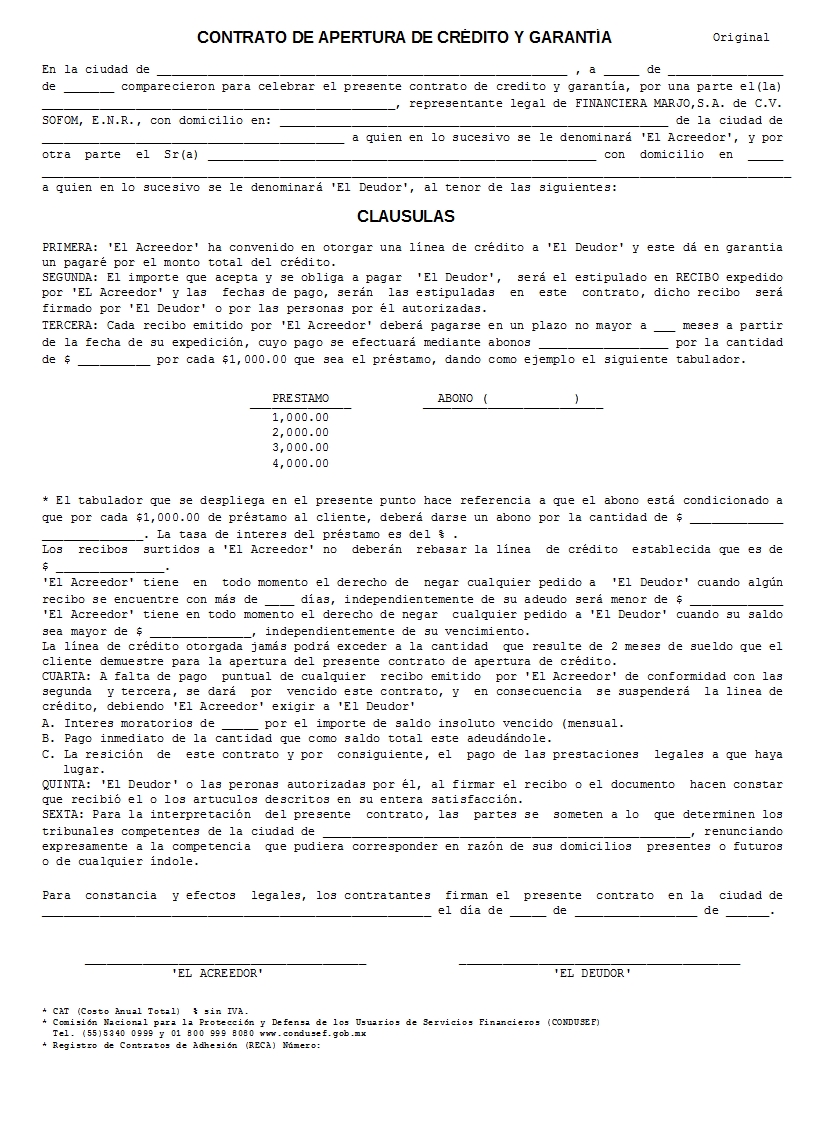 CONTRATO DE APERTURA DE CRÉDITO Y GARANTÍA
Original
En la ciudad de _________________________________________________________ , a _____ de ________________
de _______ comparecieron para celebrar el presente contrato de credito y garantía, por una parte el(la)
_________________________________________________, representante legal de FINANCIERA MARJO,S.A. de C.V.
SOFOM, E.N.R., con domicilio en: ______________________________________________________ de la ciudad de
__________________________________________ a quien en lo sucesivo se le denominará 'El Acreedor', y por
otra parte el Sr(a) ______________________________________________________ con domicilio en _____
________________________________________________________________________________________________________
a quien en lo sucesivo se le denominará 'El Deudor', al tenor de las siguientes:
CLAUSULAS
PRIMERA: 'El Acreedor' ha convenido en otorgar una línea de crédito a 'El Deudor' y este dá en garantia
un pagaré por el monto total del crédito.
SEGUNDA: El importe que acepta y se obliga a pagar 'El Deudor', será el estipulado en RECIBO expedido
por 'EL Acreedor' y las fechas de pago, serán las estipuladas en este contrato, dicho recibo será
firmado por 'El Deudor' o por las personas por él autorizadas.
TERCERA: Cada recibo emitido por 'El Acreedor' deberá pagarse en un plazo no mayor a ___ meses a partir
de la fecha de su expedición, cuyo pago se efectuará mediante abonos __________________ por la cantidad
de $ __________ por cada $1,000.00 que sea el préstamo, dando como ejemplo el siguiente tabulador.
PRESTAMO ABONO ( )
1,000.00
2,000.00
3,000.00
4,000.00
* El tabulador que se despliega en el presente punto hace referencia a que el abono está condicionado a
que por cada $1,000.00 de préstamo al cliente, deberá darse un abono por la cantidad de $ _____________
______________. La tasa de interes del préstamo es del % .
Los recibos surtidos a 'El Acreedor' no deberán rebasar la línea de crédito establecida que es de
$ _______________.
'El Acreedor' tiene en todo momento el derecho de negar cualquier pedido a 'El Deudor' cuando algún
recibo se encuentre con más de ____ días, independientemente de su adeudo será menor de $ _____________
'El Acreedor' tiene en todo momento el derecho de negar cualquier pedido a 'El Deudor' cuando su saldo
sea mayor de $ ______________, independientemente de su vencimiento.
La línea de crédito otorgada jamás podrá exceder a la cantidad que resulte de 2 meses de sueldo que el
cliente demuestre para la apertura del presente contrato de apertura de crédito.
CUARTA: A falta de pago puntual de cualquier recibo emitido por 'El Acreedor' de conformidad con las
segunda y tercera, se dará por vencido este contrato, y en consecuencia se suspenderá la linea de
crédito, debiendo 'El Acreedor' exigir a 'El Deudor'
A. Interes moratorios de _____ por el importe de saldo insoluto vencido (mensual.
B. Pago inmediato de la cantidad que como saldo total este adeudándole.
C. La resición de este contrato y por consiguiente, el pago de las prestaciones legales a que haya
lugar.
QUINTA: 'El Deudor' o las peronas autorizadas por él, al firmar el recibo o el documento hacen constar
que recibió el o los artuculos descritos en su entera satisfacción.
SEXTA: Para la interpretación del presente contrato, las partes se someten a lo que determinen los
tribunales competentes de la ciudad de ___________________________________________________, renunciando
expresamente a la competencia que pudiera corresponder en razón de sus domicilios presentes o futuros
o de cualquier índole.
Para constancia y efectos legales, los contratantes firman el presente contrato en la ciudad de
______________________________________________________ el día de _____ de _________________ de ______.
_______________________________________ _______________________________________
'EL ACREEDOR' 'EL DEUDOR'
* CAT (Costo Anual Total) % sin IVA.
* Comisión Nacional para la Protección y Defensa de los Usuarios de Servicios Financieros (CONDUSEF)
Tel. (55)5340 0999 y 01 800 999 8080 www.condusef.gob.mx
* Registro de Contratos de Adhesión (RECA) Número: